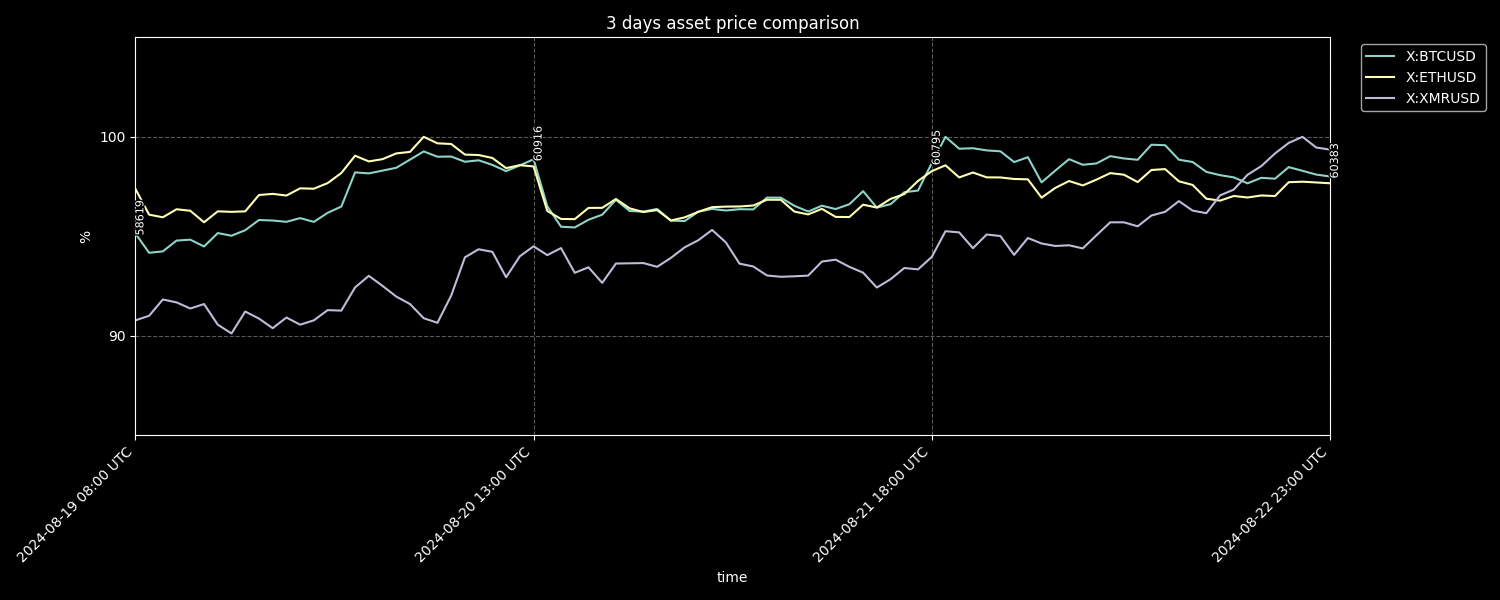 3 days asset price comparison
X:BTCUSD
X:ETHUSD
X:XMRUSD
100
90
%
58619
60916
60795
60383
2024-08-19 08:00 UTC
2024-08-20 13:00 UTC
2024-08-21 18:00 UTC
2024-08-22 23:00 UTC
time